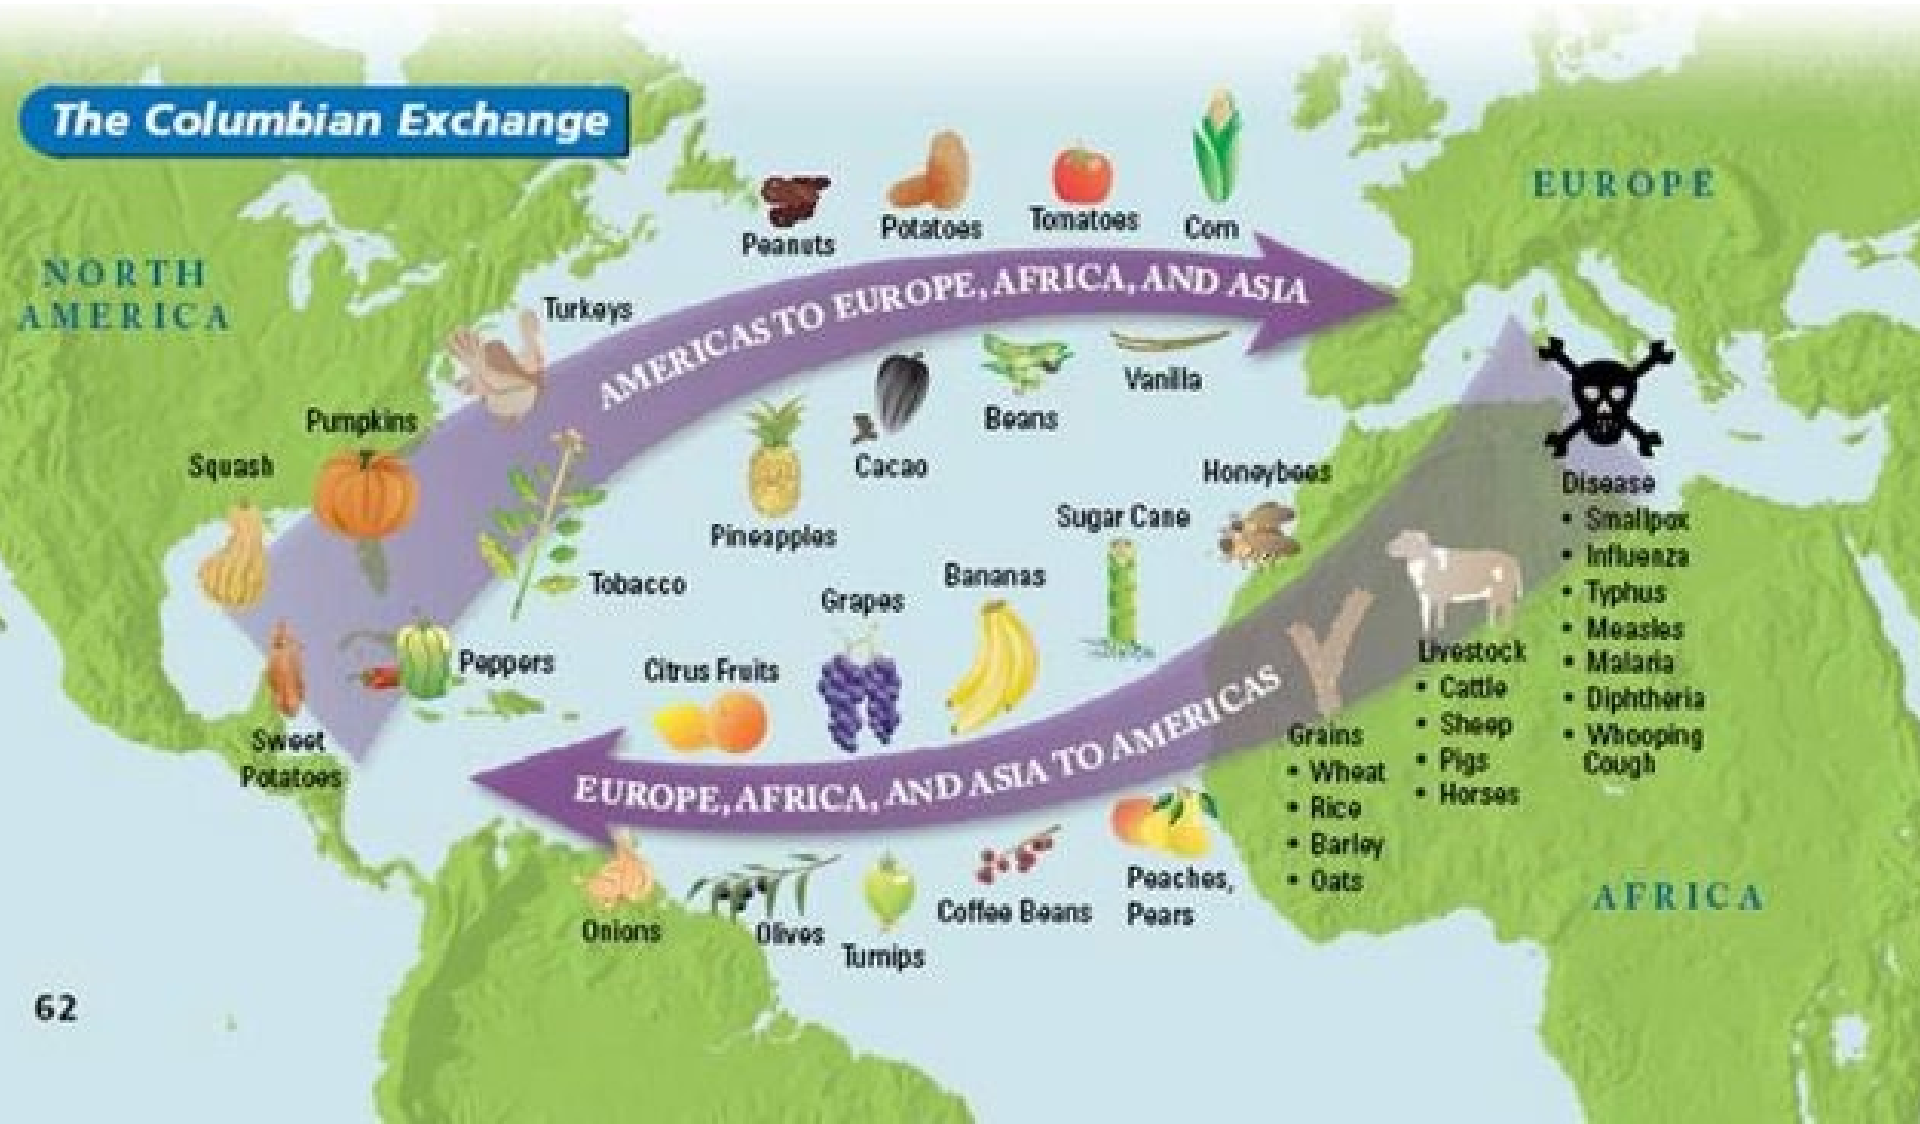 The Columbian Exchange
NORTH
AMERICA
EUROPE
AFRICA
Peanuts
Potatoes
Tomatoes
Corn
AMERICAS TO EUROPE, AFRICA, AND ASIA
Turkeys
Pumpkins
Squash
Pineapples
Cacao
Beans
Vanilla
Tobacco
Peppers
Sweet
Potatoes
Honeybees
Sugar Cane
Bananas
Grapes
Citrus Fruits
EUROPE, AFRICA, AND ASIA TO AMERICAS
Onions
Olives
Turnips
Coffee Beans
Peaches,
Pears
Grains
• Wheat
• Rice
• Barley
• Oats
Livestock
• Cattle
• Sheep
• Pigs
• Horses
Disease
• Smallpox
• Influenza
• Typhus
• Measles
• Malaria
• Diphtheria
• Whooping
Cough
62